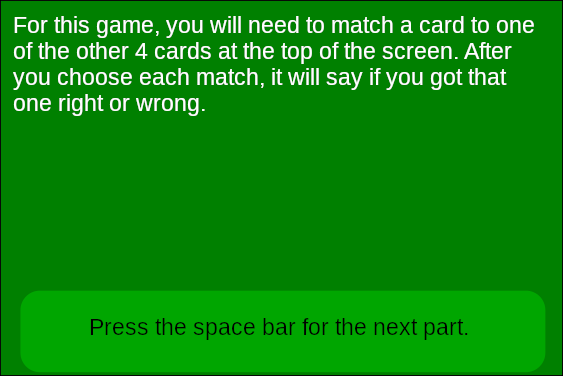 For this game, you will need to match a card to one
of the other 4 cards at the top of the screen. After
you choose each match, it will say if you got that
one right or wrong.
Press the space bar for the next part.